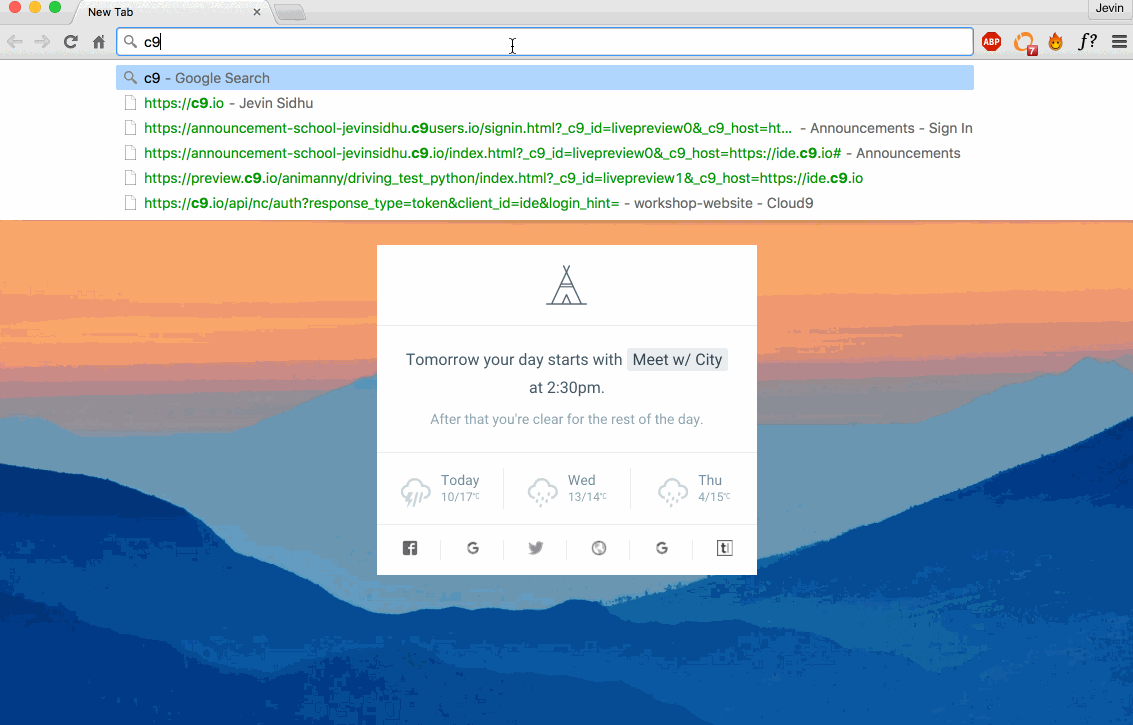 New Tab
Jevin
c9
ABP
7
f?
c9 - Google Search
https://c9.io - Jevin Sidhu
https://announcement-school-jevinsidhu.c9users.io/signin.html?_c9_id=livepreview0&_c9_host=ht... - Announcements - Sign In
https://announcement-school-jevinsidhu.c9.io/index.html?_c9_id=livepreview0&_c9_host=https://ide.c9.io# - Announcements
https://preview.c9.io/animanny/driving_test_python/index.html?_c9_id=livepreview1&_c9_host=https://ide.c9.io
https://c9.io/api/nc/auth?response_type=token&client_id=ide&login_hint= - workshop-website - Cloud9
Tomorrow your day starts with Meet w/ City
at 2:30pm.
After that you're clear for the rest of the day.
Today Wed Thu
10/17°C 13/14°C 4/15°C